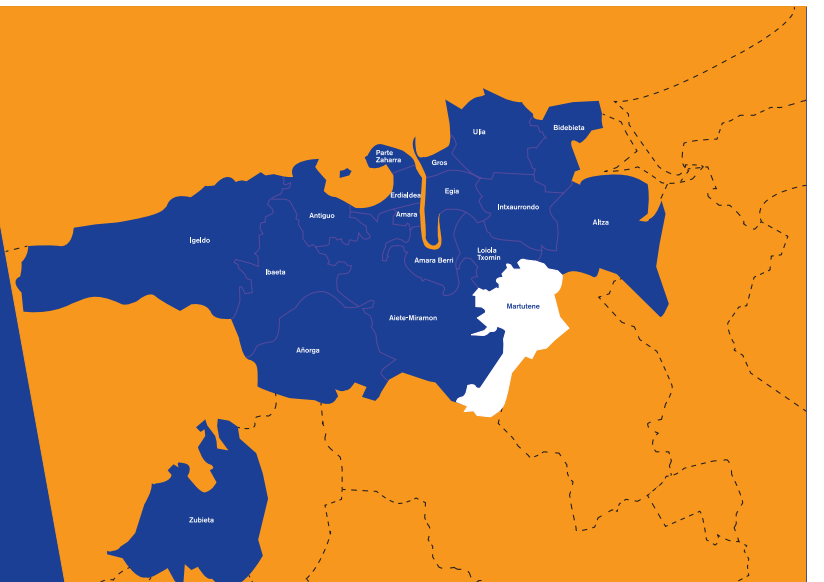 Ulia
Bidebieta
Parte
Zaharra
Gros
Egia
Erdialdea
Intxaurrondo
Antiguo
Amara
Altza
Igeldo
Loiola
Txomin
Amara Berri
Ibaeta
Martutene
Aiete-Miramon
Añorga
Zubieta